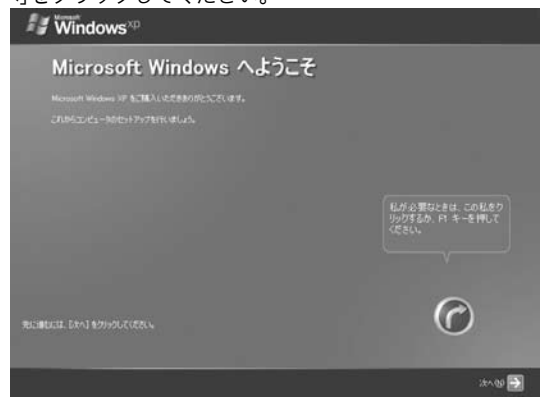 ]をクリックしてください。
Microsoft
Windows xp
Microsoft Windows へようこそ
Microsoft Windows XP をご購入いただきありがとうございます。
これからコンピュータのセットアップを行いましょう。
私が必要なときは、この私をク
リックするか、F1 キーを押して
ください。
先に進むには、[次へ] をクリックしてください。
次へ(N)